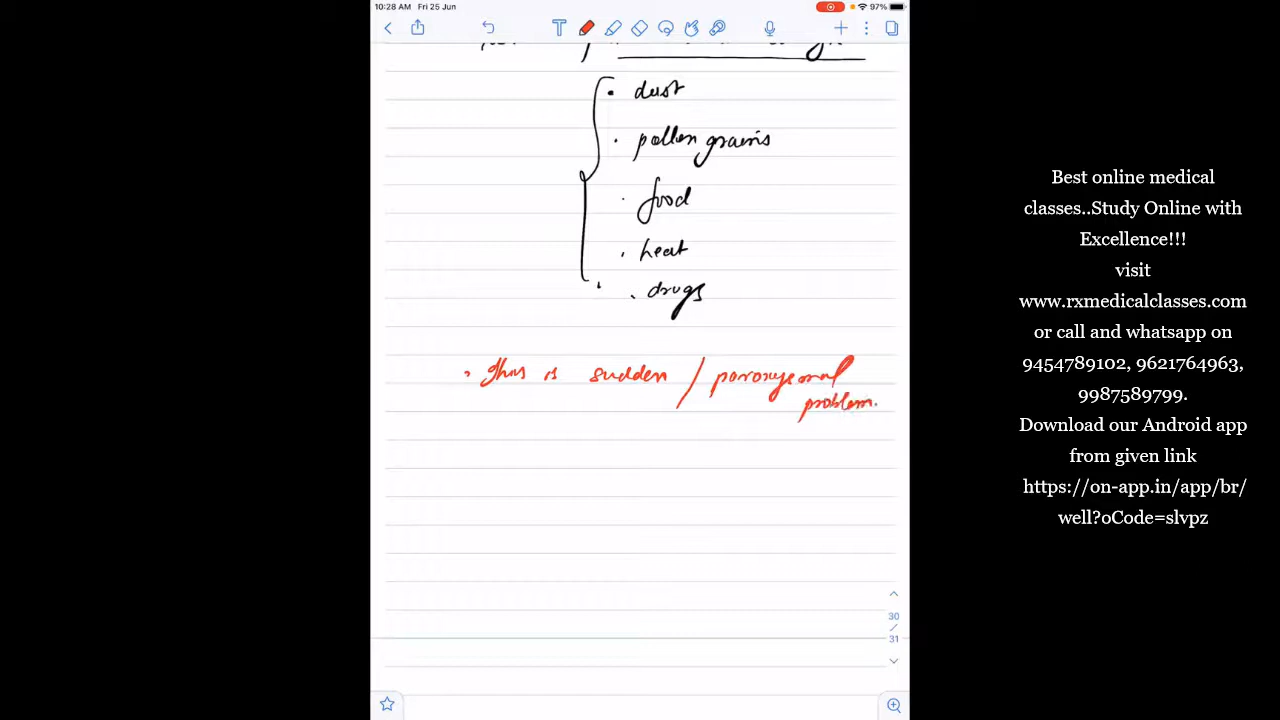 10:28 AM Fri 25 Jun
97%
• dust
• pollen grains
• food
• heat
• drugs
• This is sudden / paroxysmal
problem.
30
/
31
Best online medical
classes..Study Online with
Excellence!!!
visit
www.rxmedicalclasses.com
or call and whatsapp on
9454789102, 9621764963,
9987589799.
Download our Android app
from given link
https://on-app.in/app/br/
well?oCode=slvpz